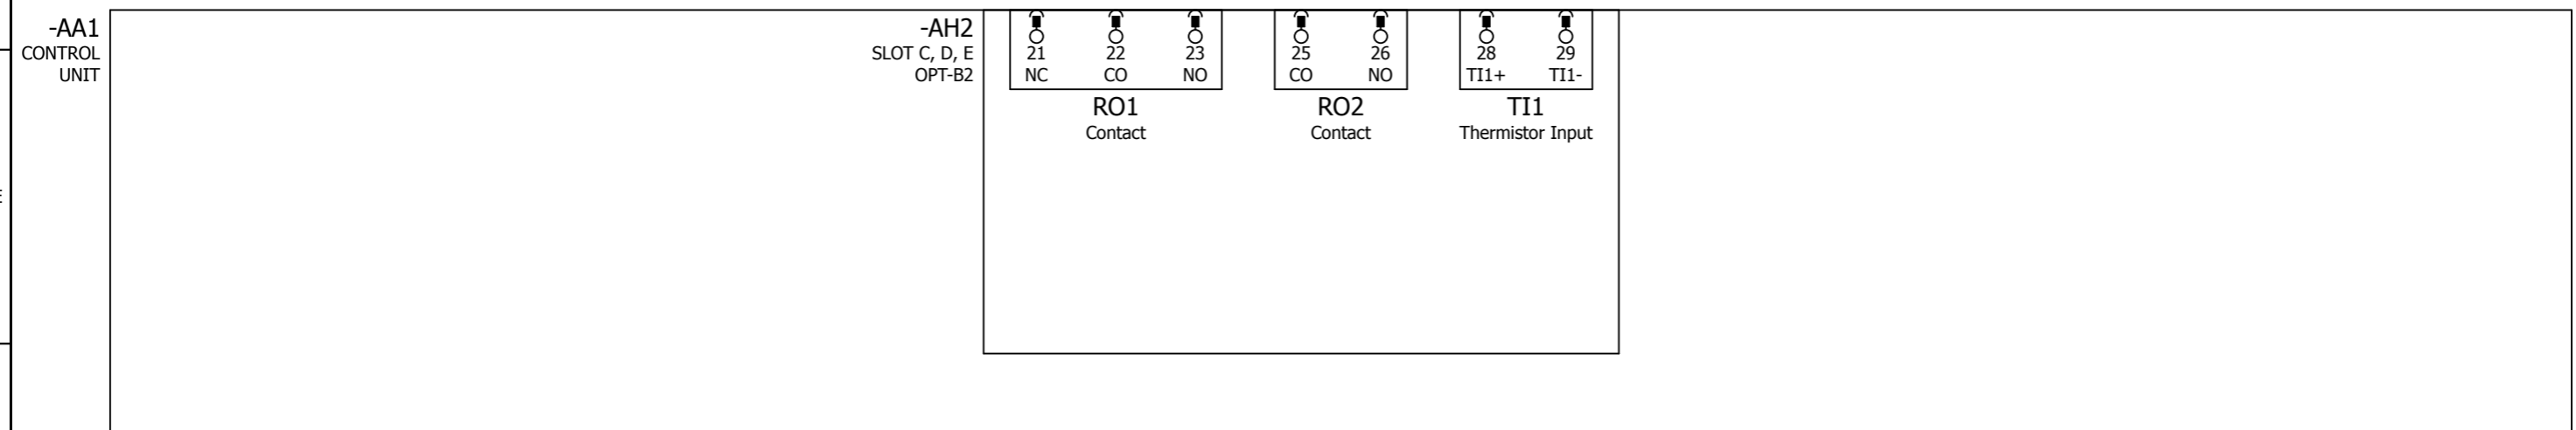 -AA1
CONTROL
UNIT
-AH2
SLOT C, D, E
OPT-B2
21 22 23 25 26 28 29
NC CO NO CO NO TI1+ TI1-
RO1 RO2 TI1
Contact Contact Thermistor Input